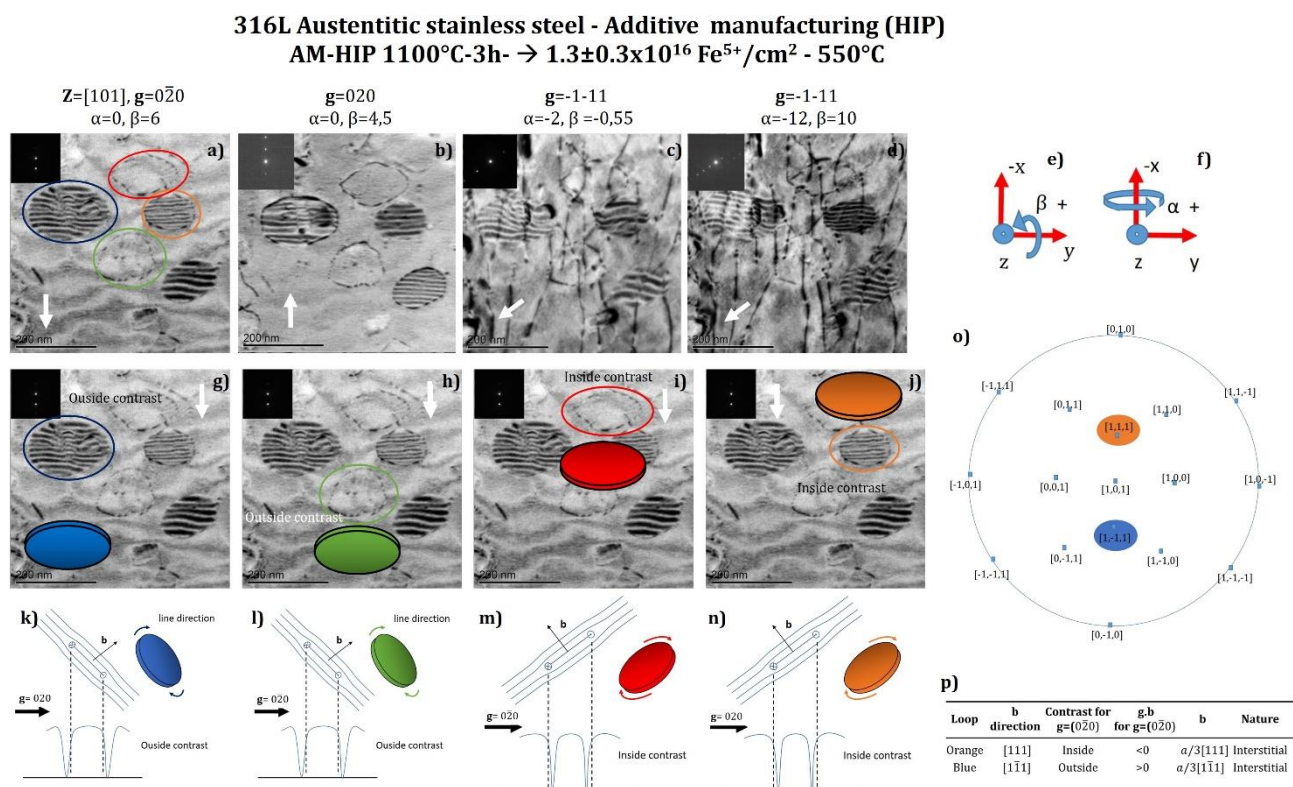 316L Austentitic stainless steel - Additive manufacturing (HIP)
AM-HIP 1100°C-3h- → 1.3±0.3x10¹⁶ Fe⁵⁺/cm² - 550°C
Z=[101], g=02̄0
α=0, β=6
g=020
α=0, β=4,5
g=-1-11
α=-2, β =-0,55
g=-1-11
α=-12, β=10
a)
200 nm
b)
200 nm
c)
200 nm
d)
200 nm
e)
-X
β +
z
y
f)
-X
α +
z
y
g)
Ouside contrast
200 nm
h)
Outside contrast
200 nm
i)
Inside contrast
200 nm
j)
Inside contrast
200 nm
o)
[0,1,0]
[-1,1,1]
[1,1,-1]
[0,1,1]
[1,1,0]
[1,1,1]
[-1,0,1]
[0,0,1]
[1,0,1]
[1,0,0]
[1,0,-1]
[1,-1,1]
[0,-1,1]
[1,-1,0]
[-1,-1,1]
[1,-1,-1]
[0,-1,0]
k)
line direction
b
g= 020
Ouside contrast
l)
line direction
b
g= 020
Ouside contrast
m)
b
g= 02̄0
Inside contrast
n)
b
g= 020
Inside contrast
p)
Loop b direction Contrast for g=(02̄0) g.b for g=(02̄0) b Nature
Orange [111] Inside <0 a/3[111] Interstitial
Blue [11̄1] Outside >0 a/3[11̄1] Interstitial